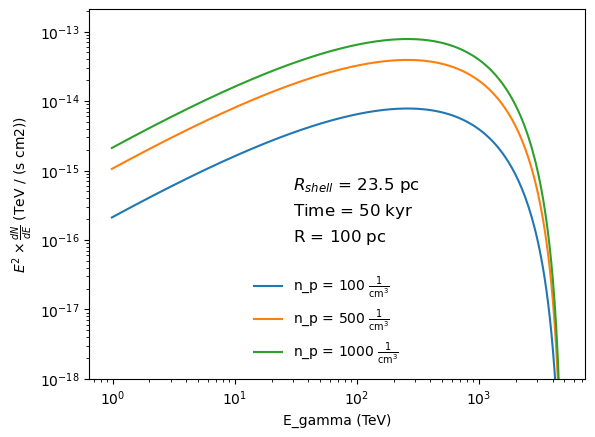 10⁻¹³
10⁻¹⁴
10⁻¹⁵
10⁻¹⁶
10⁻¹⁷
10⁻¹⁸
E² × dN/dE (TeV / (s cm2))
R_shell = 23.5 pc
Time = 50 kyr
R = 100 pc
n_p = 100 1/cm³
n_p = 500 1/cm³
n_p = 1000 1/cm³
10⁰ 10¹ 10² 10³
E_gamma (TeV)